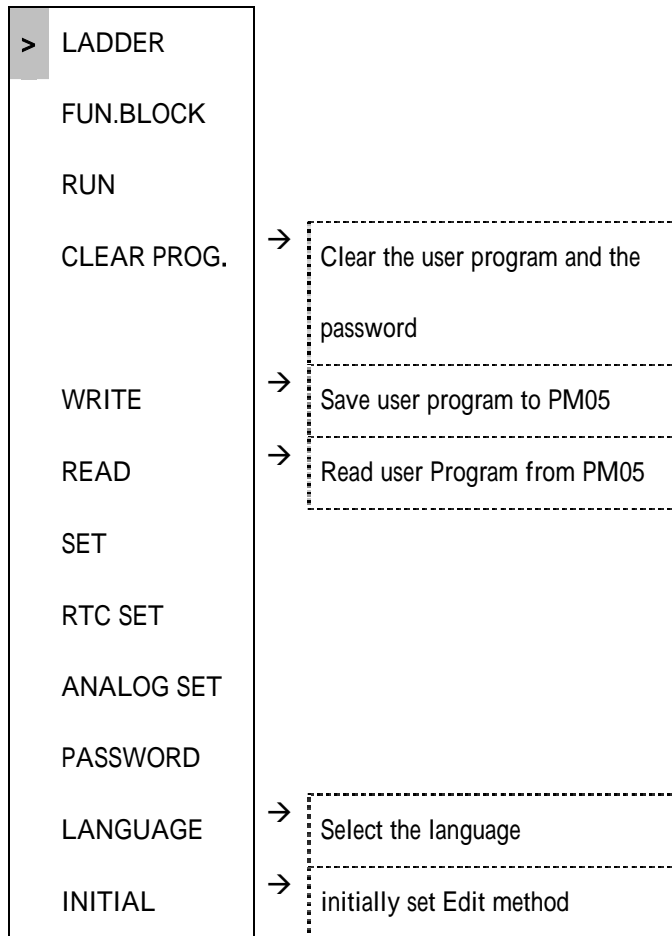 > LADDER
FUN.BLOCK
RUN
CLEAR PROG. → Clear the user program and the
password
WRITE → Save user program to PM05
READ → Read user Program from PM05
SET
RTC SET
ANALOG SET
PASSWORD
LANGUAGE → Select the language
INITIAL → initially set Edit method